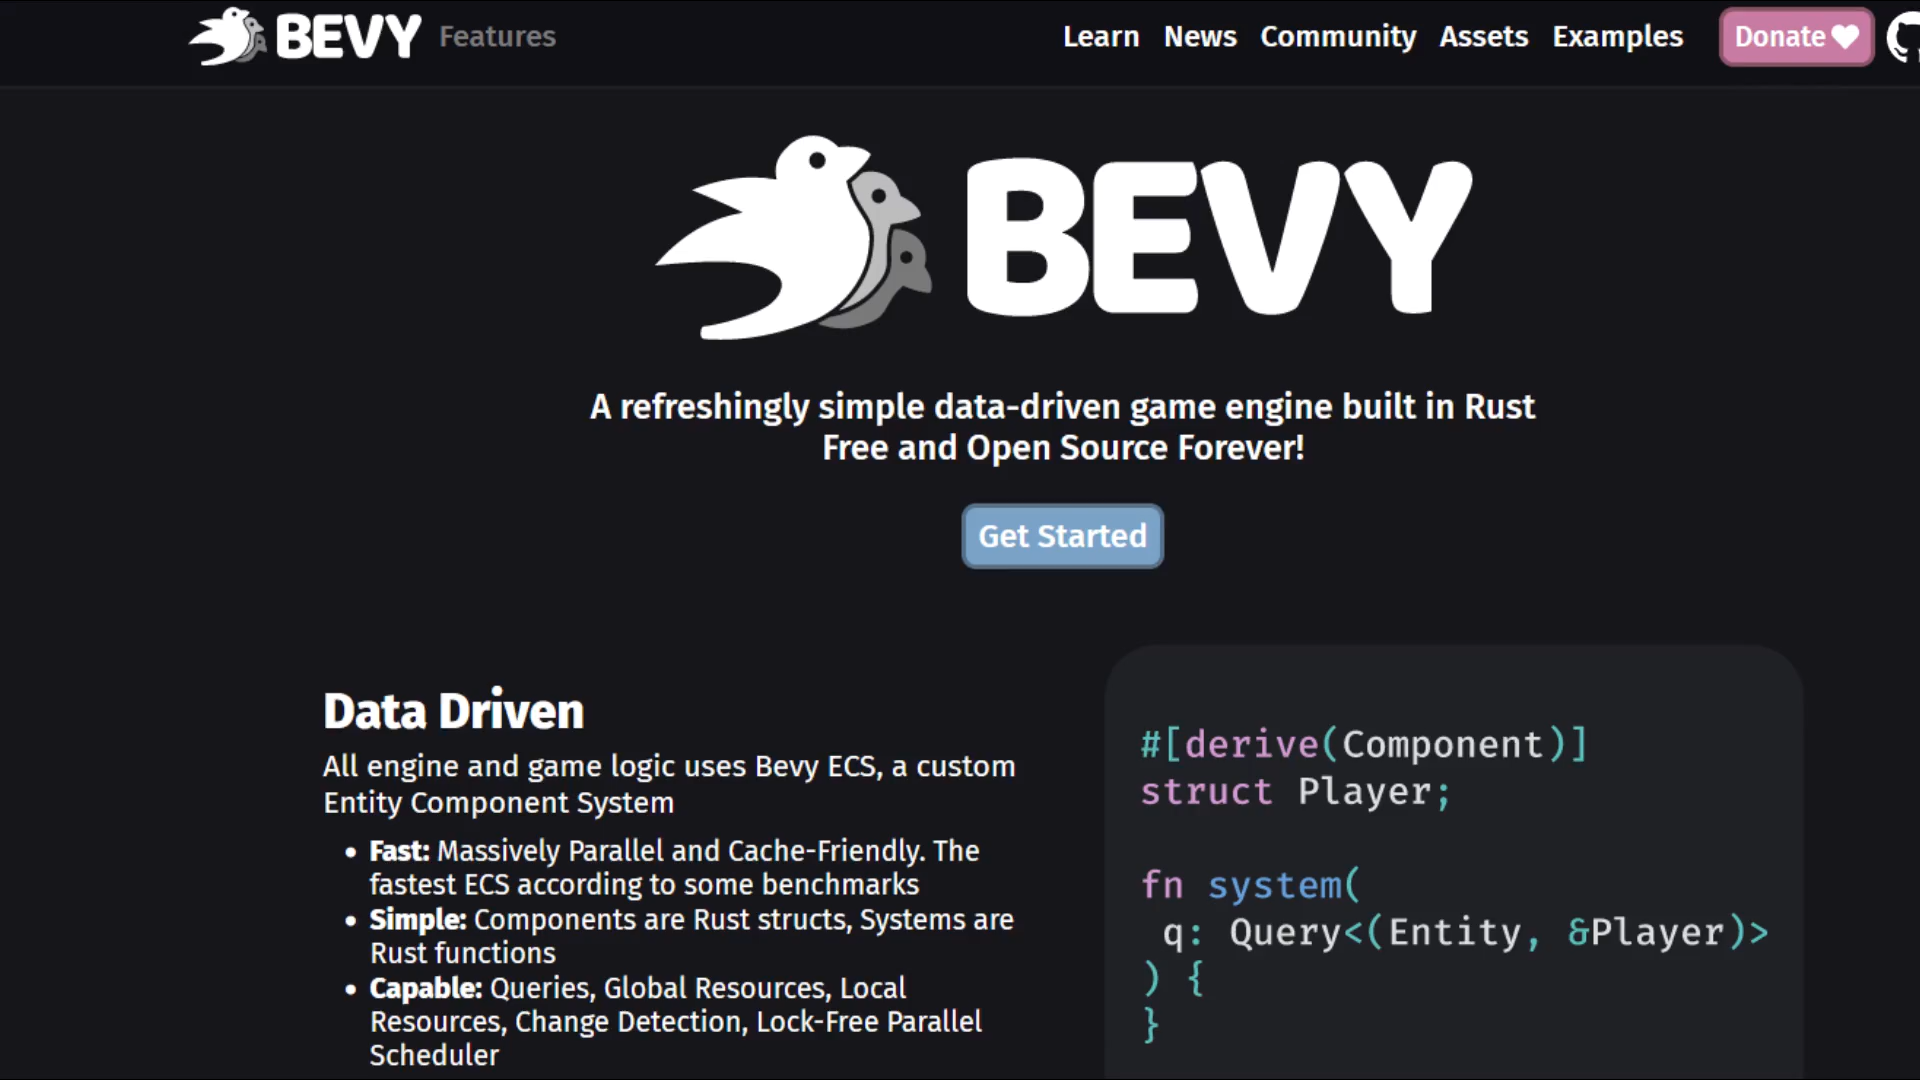 BEVY Features Learn News Community Assets Examples Donate
BEVY
A refreshingly simple data-driven game engine built in Rust
Free and Open Source Forever!
Get Started
Data Driven
All engine and game logic uses Bevy ECS, a custom
Entity Component System
• Fast: Massively Parallel and Cache-Friendly. The
fastest ECS according to some benchmarks
• Simple: Components are Rust structs, Systems are
Rust functions
• Capable: Queries, Global Resources, Local
Resources, Change Detection, Lock-Free Parallel
Scheduler
#[derive(Component)]
struct Player;
fn system(
q: Query<(Entity, &Player)>
) {
}